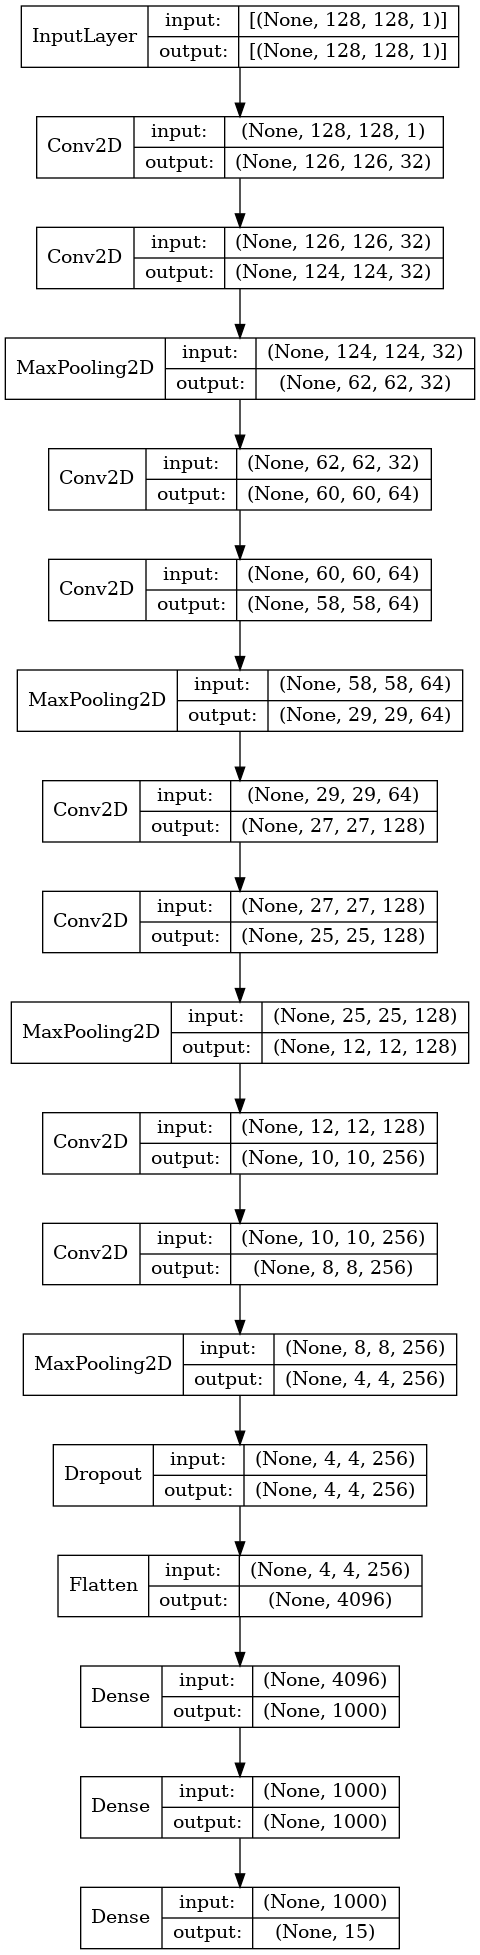 InputLayer
input: [(None, 128, 128, 1)]
output: [(None, 128, 128, 1)]
Conv2D
input: (None, 128, 128, 1)
output: (None, 126, 126, 32)
Conv2D
input: (None, 126, 126, 32)
output: (None, 124, 124, 32)
MaxPooling2D
input: (None, 124, 124, 32)
output: (None, 62, 62, 32)
Conv2D
input: (None, 62, 62, 32)
output: (None, 60, 60, 64)
Conv2D
input: (None, 60, 60, 64)
output: (None, 58, 58, 64)
MaxPooling2D
input: (None, 58, 58, 64)
output: (None, 29, 29, 64)
Conv2D
input: (None, 29, 29, 64)
output: (None, 27, 27, 128)
Conv2D
input: (None, 27, 27, 128)
output: (None, 25, 25, 128)
MaxPooling2D
input: (None, 25, 25, 128)
output: (None, 12, 12, 128)
Conv2D
input: (None, 12, 12, 128)
output: (None, 10, 10, 256)
Conv2D
input: (None, 10, 10, 256)
output: (None, 8, 8, 256)
MaxPooling2D
input: (None, 8, 8, 256)
output: (None, 4, 4, 256)
Dropout
input: (None, 4, 4, 256)
output: (None, 4, 4, 256)
Flatten
input: (None, 4, 4, 256)
output: (None, 4096)
Dense
input: (None, 4096)
output: (None, 1000)
Dense
input: (None, 1000)
output: (None, 1000)
Dense
input: (None, 1000)
output: (None, 15)